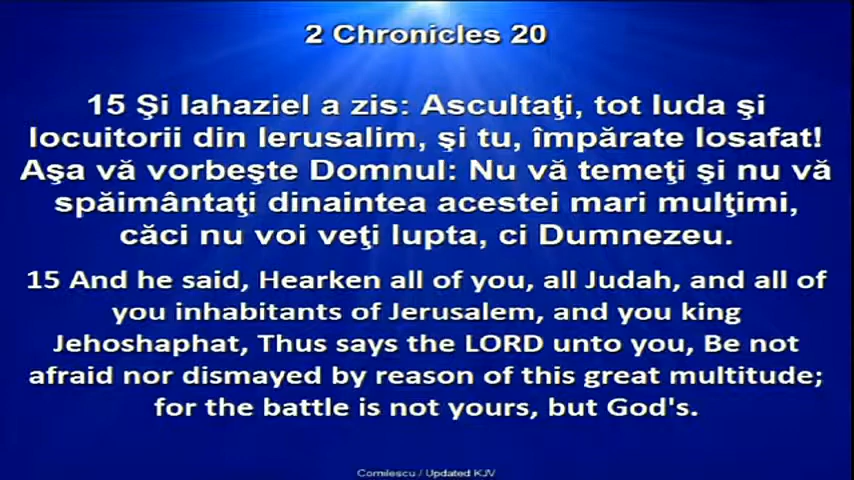 2 Chronicles 20
15 Şi Iahaziel a zis: Ascultaţi, tot Iuda şi
locuitorii din Ierusalim, şi tu, împărate Iosafat!
Aşa vă vorbeşte Domnul: Nu vă temeţi şi nu vă
spăimântaţi dinaintea acestei mari mulţimi,
căci nu voi veţi lupta, ci Dumnezeu.
15 And he said, Hearken all of you, all Judah, and all of
you inhabitants of Jerusalem, and you king
Jehoshaphat, Thus says the LORD unto you, Be not
afraid nor dismayed by reason of this great multitude;
for the battle is not yours, but God's.
Cornilescu / Updated KJV